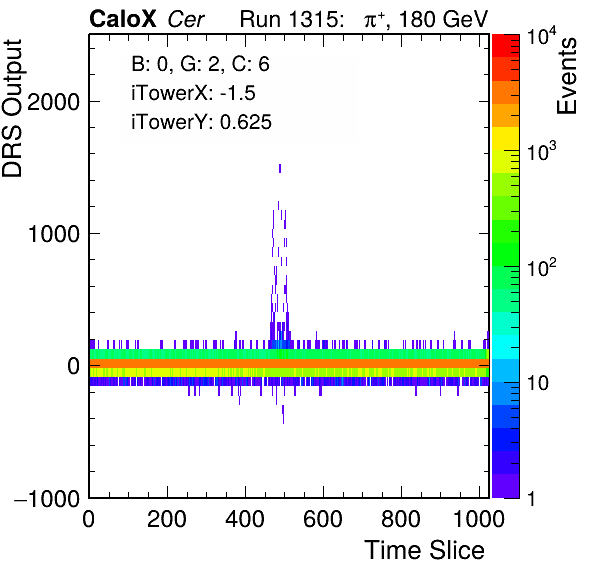 CaloX Cer Run 1315: π⁺, 180 GeV
B: 0, G: 2, C: 6
iTowerX: -1.5
iTowerY: 0.625
DRS Output
2000
1000
0
−1000
0 200 400 600 800 1000
Time Slice
Events
10⁴
10³
10²
10
1